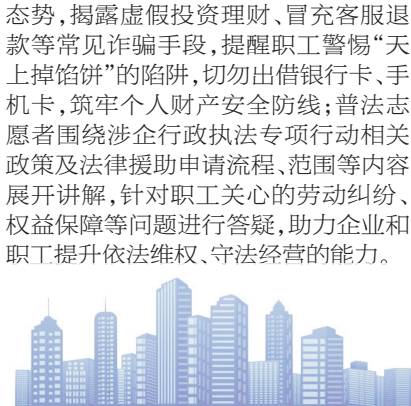 态势，揭露虚假投资理财、冒充客服退
款等常见诈骗手段，提醒职工警惕“天
上掉馅饼”的陷阱，切勿出借银行卡、手
机卡，筑牢个人财产安全防线；普法志
愿者围绕涉企行政执法专项行动相关
政策及法律援助申请流程、范围等内容
展开讲解，针对职工关心的劳动纠纷、
权益保障等问题进行答疑，助力企业和
职工提升依法维权、守法经营的能力。